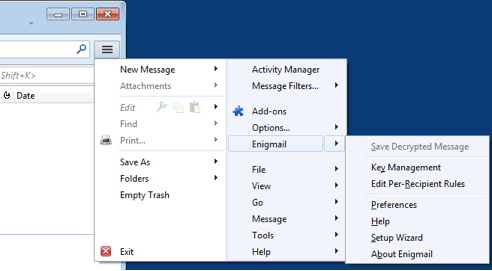 Shift+K>
Date
New Message
Attachments
Edit
Find
Print...
Save As
Folders
Empty Trash
Exit
Activity Manager
Message Filters...
Add-ons
Options...
Enigmail
File
View
Go
Message
Tools
Help
Save Decrypted Message
Key Management
Edit Per-Recipient Rules
Preferences
Help
Setup Wizard
About Enigmail